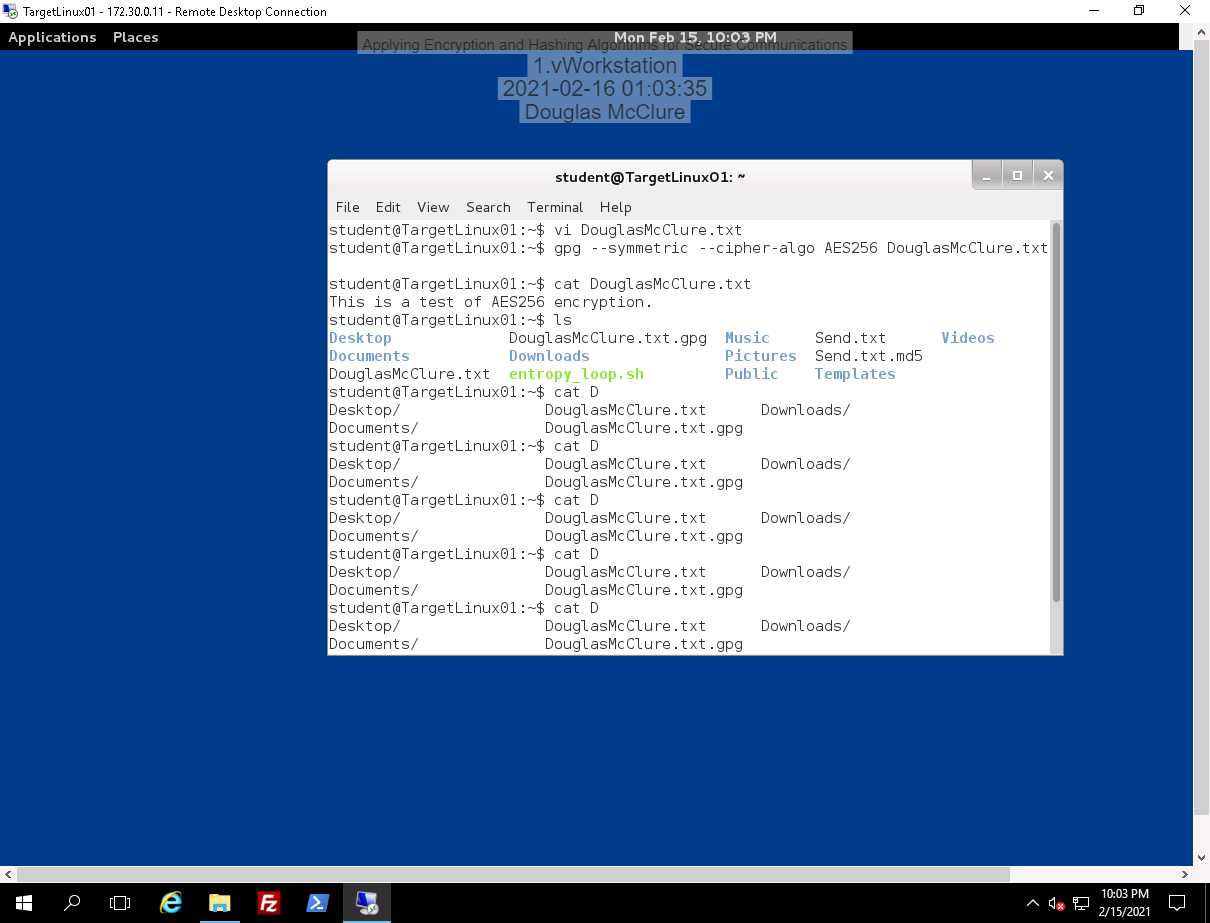 TargetLinux01 - 172.30.0.11 - Remote Desktop Connection
Applications Places Mon Feb 15, 10:03 PM
Applying Encryption and Hashing Algorithms for Secure Communications
1.vWorkstation
2021-02-16 01:03:35
Douglas McClure
student@TargetLinux01: ~
File Edit View Search Terminal Help
student@TargetLinux01:~$ vi DouglasMcClure.txt
student@TargetLinux01:~$ gpg --symmetric --cipher-algo AES256 DouglasMcClure.txt
student@TargetLinux01:~$ cat DouglasMcClure.txt
This is a test of AES256 encryption.
student@TargetLinux01:~$ ls
Desktop DouglasMcClure.txt.gpg Music Send.txt Videos
Documents Downloads Pictures Send.txt.md5
DouglasMcClure.txt entropy_loop.sh Public Templates
student@TargetLinux01:~$ cat D
Desktop/ DouglasMcClure.txt Downloads/
Documents/ DouglasMcClure.txt.gpg
student@TargetLinux01:~$ cat D
Desktop/ DouglasMcClure.txt Downloads/
Documents/ DouglasMcClure.txt.gpg
student@TargetLinux01:~$ cat D
Desktop/ DouglasMcClure.txt Downloads/
Documents/ DouglasMcClure.txt.gpg
student@TargetLinux01:~$ cat D
Desktop/ DouglasMcClure.txt Downloads/
Documents/ DouglasMcClure.txt.gpg
student@TargetLinux01:~$ cat D
Desktop/ DouglasMcClure.txt Downloads/
Documents/ DouglasMcClure.txt.gpg
10:03 PM
2/15/2021